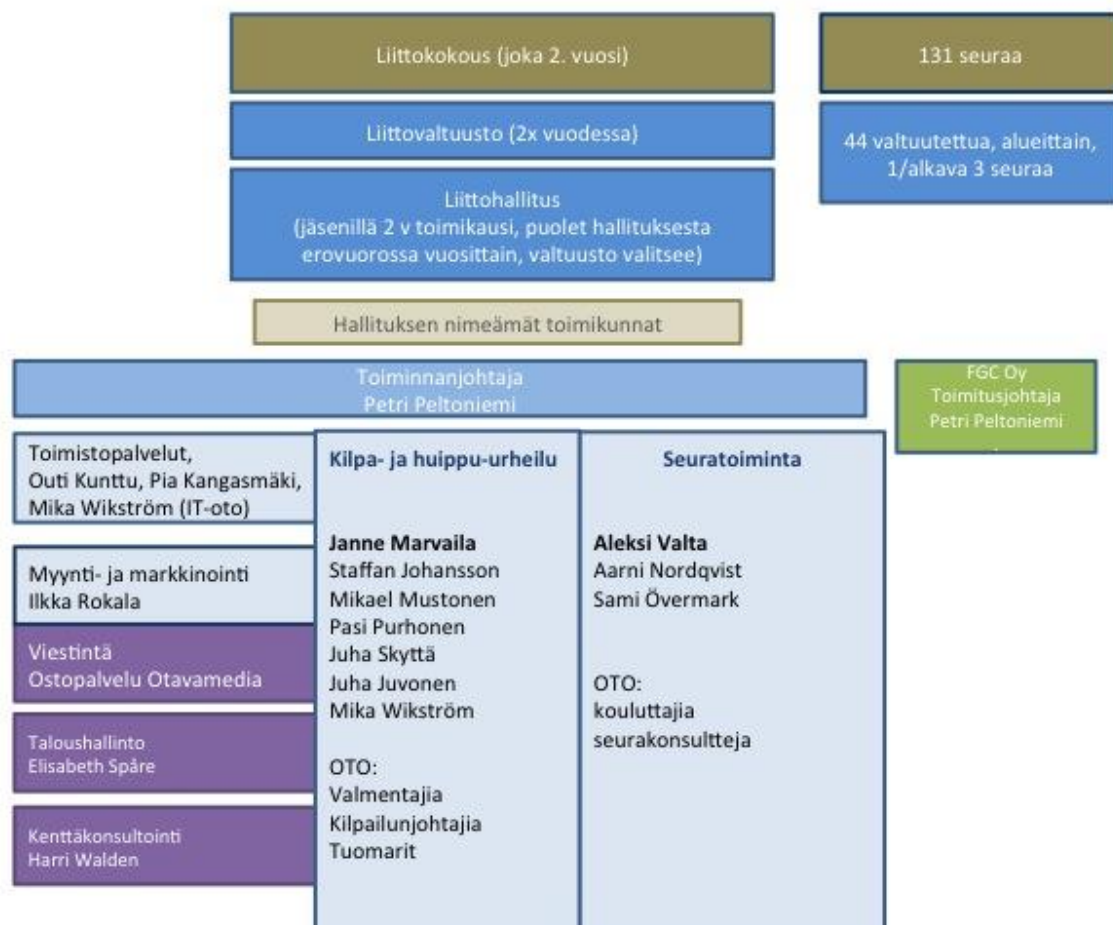 Liittokokous (joka 2. vuosi)
131 seuraa
Liittovaltuusto (2x vuodessa)
44 valtuutettua, alueittain,
1/alkava 3 seuraa
Liittohallitus
(jäsenillä 2 v toimikausi, puolet hallituksesta
erovuorossa vuosittain, valtuusto valitsee)
Hallituksen nimeämät toimikunnat
Toiminnanjohtaja
Petri Peltoniemi
FGC Oy
Toimitusjohtaja
Petri Peltoniemi
.
Toimistopalvelut,
Outi Kunttu, Pia Kangasmäki,
Mika Wikström (IT-oto)
Myynti- ja markkinointi
Ilkka Rokala
Viestintä
Ostopalvelu Otavamedia
Taloushallinto
Elisabeth Spåre
Kenttäkonsultointi
Harri Walden
Kilpa- ja huippu-urheilu
Janne Marvaila
Staffan Johansson
Mikael Mustonen
Pasi Purhonen
Juha Skyttä
Juha Juvonen
Mika Wikström
OTO:
Valmentajia
Kilpailunjohtajia
Tuomarit
Seuratoiminta
Aleksi Valta
Aarni Nordqvist
Sami Övermark
OTO:
kouluttajia
seurakonsultteja